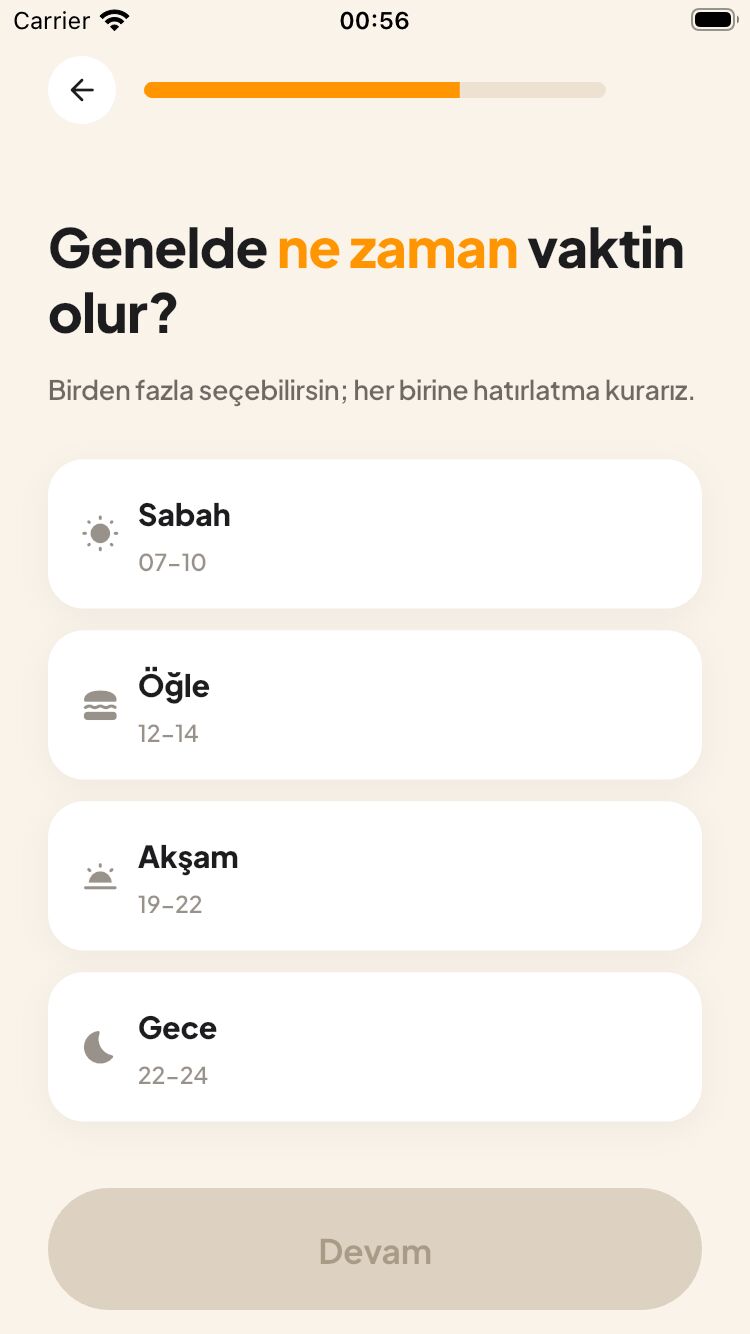 Carrier 00:56
Genelde ne zaman vaktin
olur?
Birden fazla seçebilirsin; her birine hatırlatma kurarız.
Sabah
07–10
Öğle
12–14
Akşam
19–22
Gece
22–24
Devam